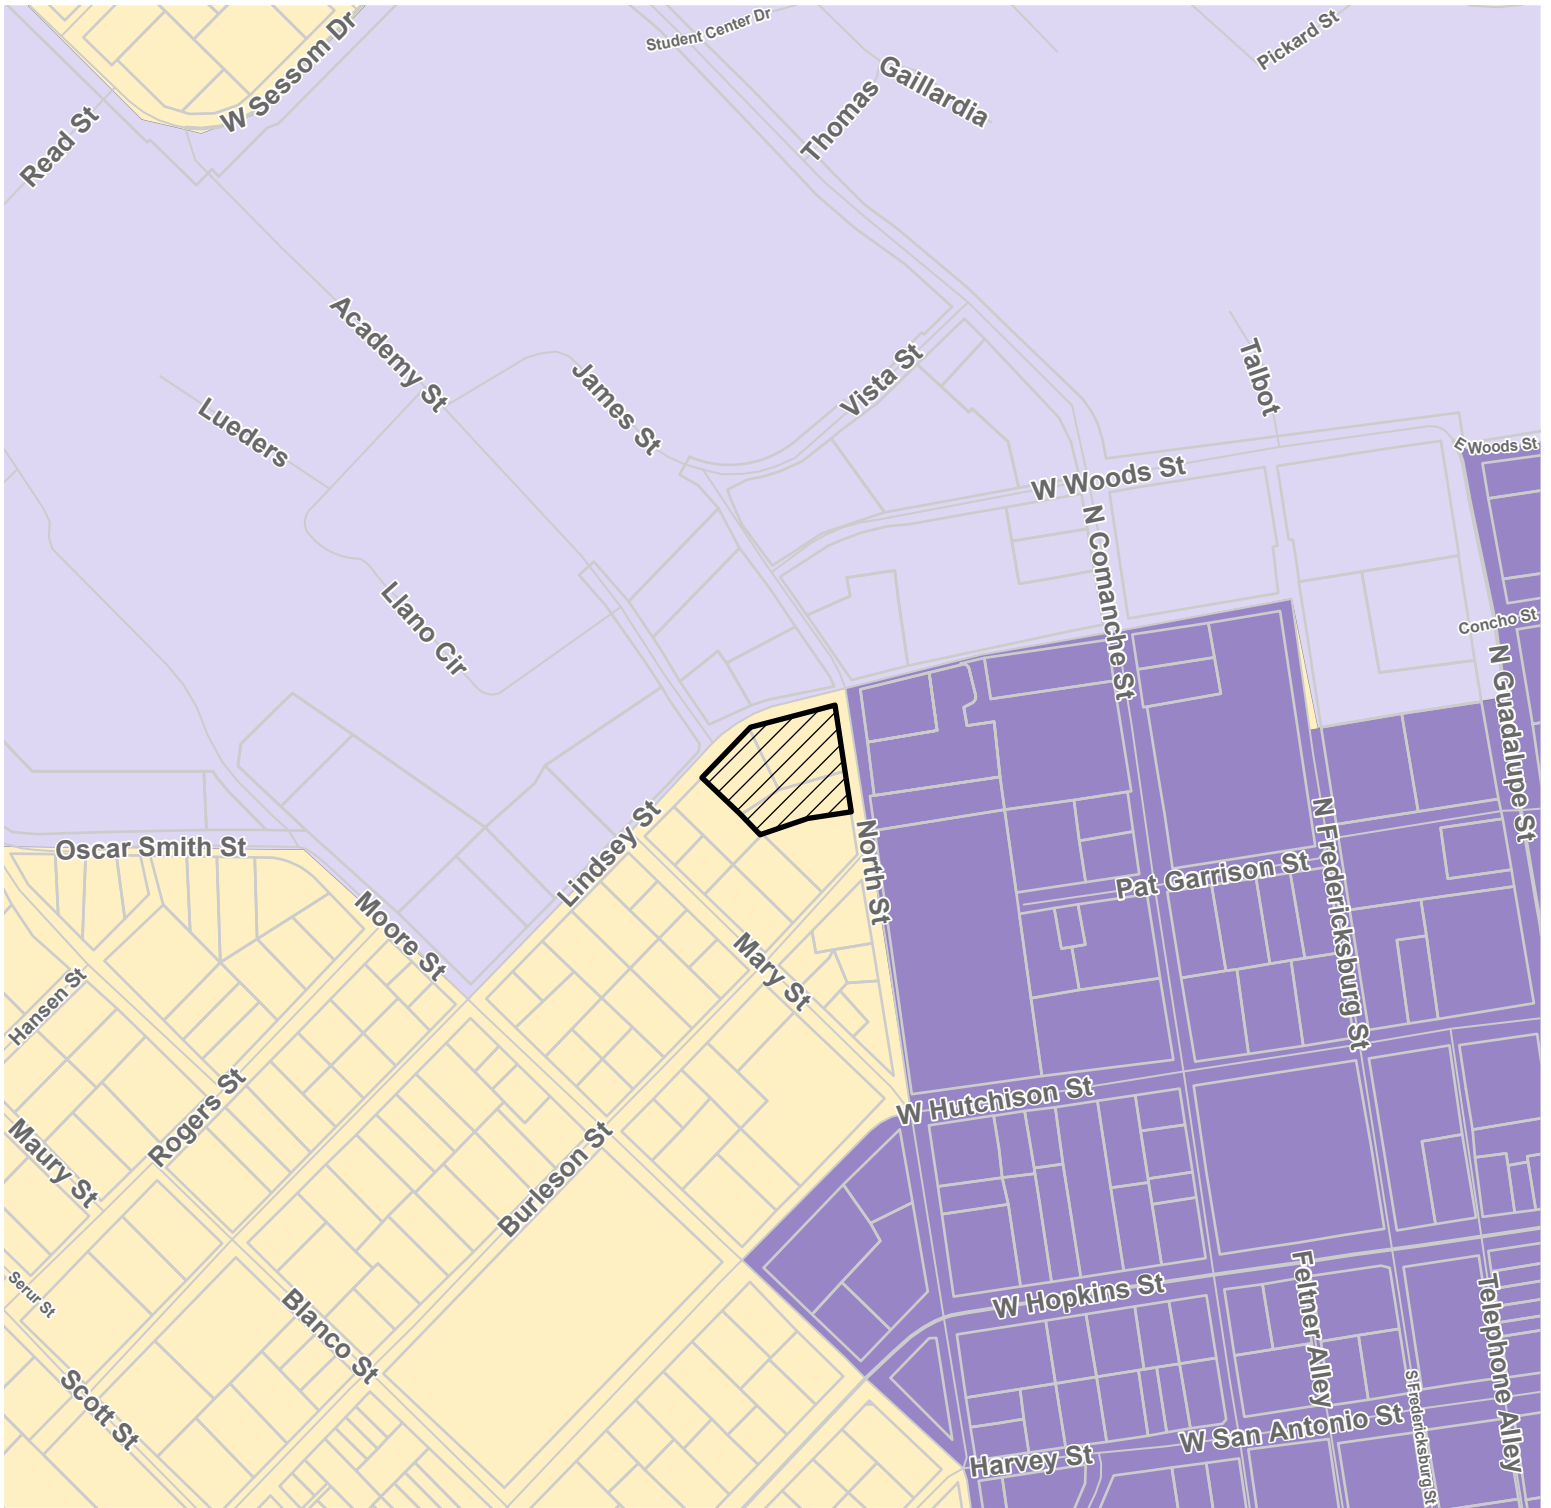 Student Center Dr
Pickard St
W Sessom Dr
Gaillardia
Thomas
Read St
Academy St
James St
Vista St
Talbot
Lueders
E Woods St
W Woods St
N Comanche St
Llano Cir
Concho St
N Guadalupe St
Lindsey St
Oscar Smith St
North St
N Fredericksburg St
Pat Garrison St
Moore St
Mary St
Hansen St
Rogers St
W Hutchison St
Maury St
Burleson St
Serur St
Blanco St
W Hopkins St
Feltner Alley
Telephone Alley
Scott St
S Fredericksburg St
W San Antonio St
Harvey St